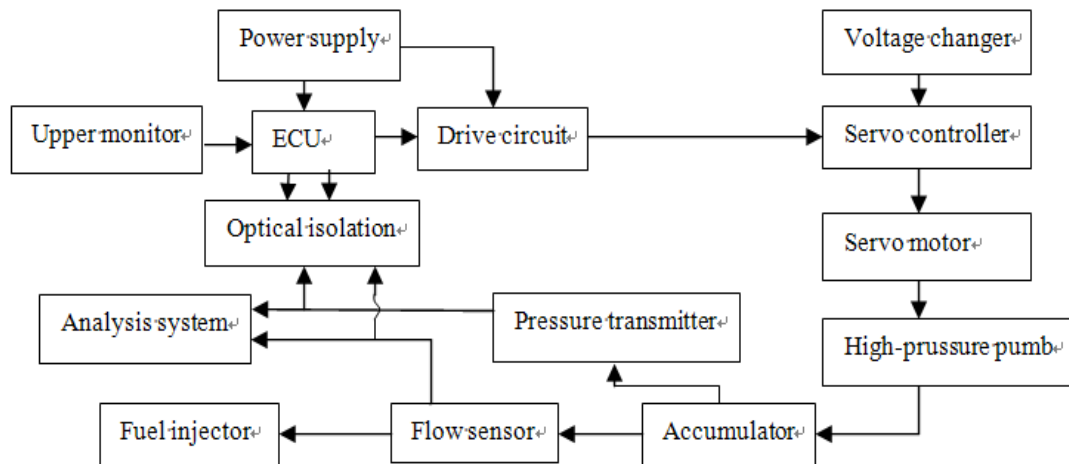 Power supply
Voltage changer
Upper monitor
ECU
Drive circuit
Servo controller
Optical isolation
Servo motor
Analysis system
Pressure transmitter
High-prussure pumb
Fuel injector
Flow sensor
Accumulator